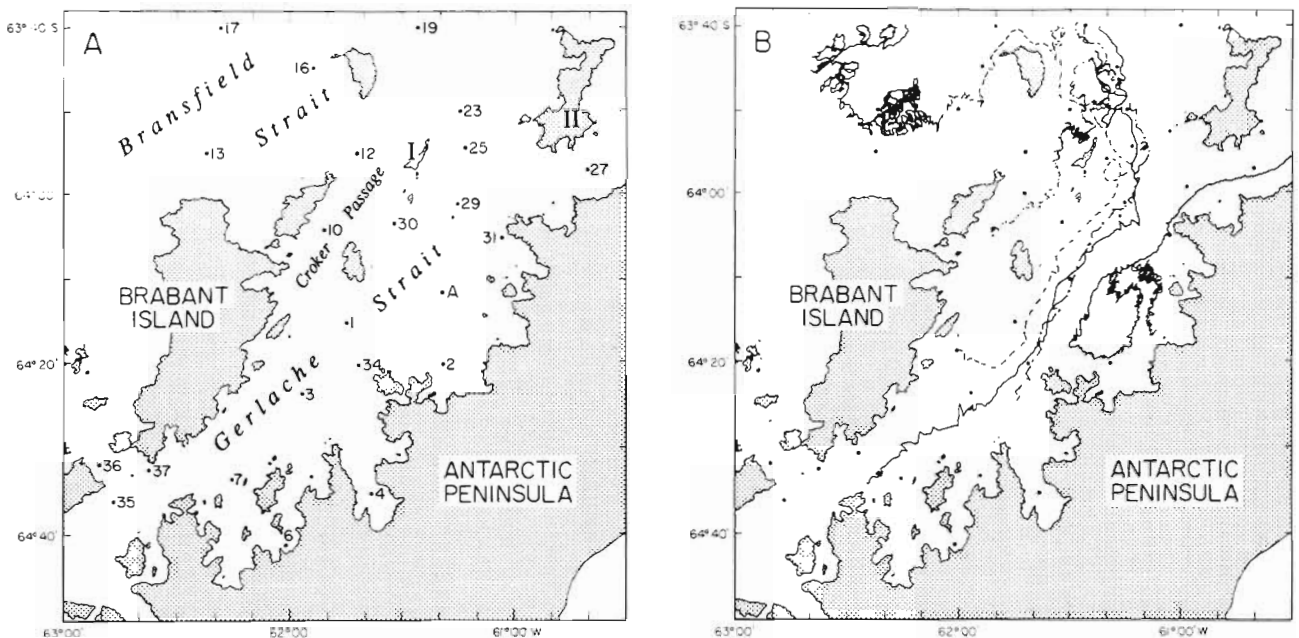 A
63°40'S
•17
•19
16•
Bransfield
Strait
•23
II
•13
•12
I
•25
•27
64°00'
Croker Passage
•29
•10
•30
31•
Strait
•A
BRABANT
ISLAND
•1
64°20'
34•
•2
Gerlache
•3
•36
•37
•7
•4
ANTARCTIC
PENINSULA
•35
6
64°40'
63°00'
62°00'
61°00'W
B
63°40'S
64°00'
BRABANT
ISLAND
64°20'
ANTARCTIC
PENINSULA
64°40'
62°00'
61°00'W